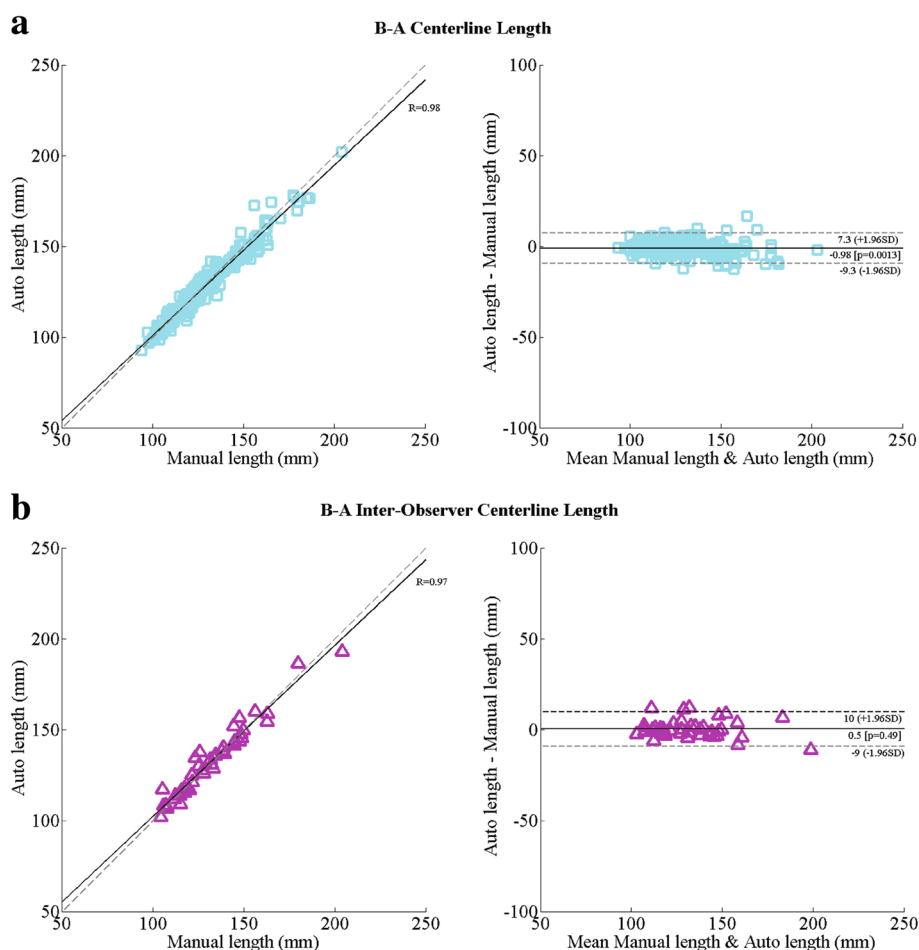 a
B-A Centerline Length
250
200
150
100
50
50
100
150
200
250
Auto length (mm)
Manual length (mm)
R=0.98
100
50
0
-50
-100
50
100
150
200
250
Auto length - Manual length (mm)
Mean Manual length & Auto length (mm)
7.3 (+1.96SD)
-0.98 [p=0.0013]
-9.3 (-1.96SD)
b
B-A Inter-Observer Centerline Length
250
200
150
100
50
50
100
150
200
250
Auto length (mm)
Manual length (mm)
R=0.97
100
50
0
-50
-100
50
100
150
200
250
Auto length - Manual length (mm)
Mean Manual length & Auto length (mm)
10 (+1.96SD)
0.5 [p=0.49]
-9 (-1.96SD)